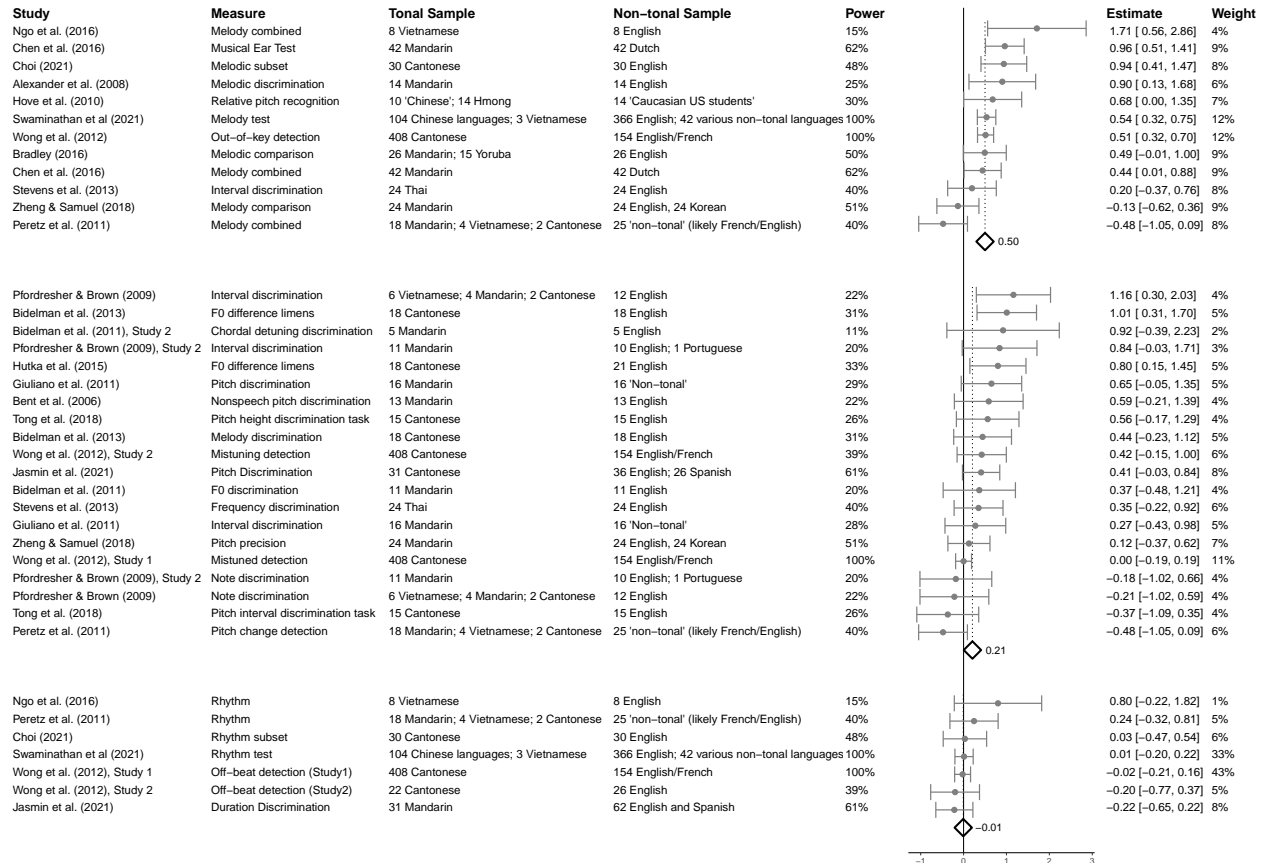 Study Measure Tonal Sample Non−tonal Sample Power Estimate Weight
Ngo et al. (2016) Melody combined 8 Vietnamese 8 English 15% 1.71 [ 0.56, 2.86] 4%
Chen et al. (2016) Musical Ear Test 42 Mandarin 42 Dutch 62% 0.96 [ 0.51, 1.41] 9%
Choi (2021) Melodic subset 30 Cantonese 30 English 48% 0.94 [ 0.41, 1.47] 8%
Alexander et al. (2008) Melodic discrimination 14 Mandarin 14 English 25% 0.90 [ 0.13, 1.68] 6%
Hove et al. (2010) Relative pitch recognition 10 'Chinese'; 14 Hmong 14 'Caucasian US students' 30% 0.68 [ 0.00, 1.35] 7%
Swaminathan et al (2021) Melody test 104 Chinese languages; 3 Vietnamese 366 English; 42 various non−tonal languages 100% 0.54 [ 0.32, 0.75] 12%
Wong et al. (2012) Out−of−key detection 408 Cantonese 154 English/French 100% 0.51 [ 0.32, 0.70] 12%
Bradley (2016) Melodic comparison 26 Mandarin; 15 Yoruba 26 English 50% 0.49 [−0.01, 1.00] 9%
Chen et al. (2016) Melody combined 42 Mandarin 42 Dutch 62% 0.44 [ 0.01, 0.88] 9%
Stevens et al. (2013) Interval discrimination 24 Thai 24 English 40% 0.20 [−0.37, 0.76] 8%
Zheng & Samuel (2018) Melody comparison 24 Mandarin 24 English, 24 Korean 51% −0.13 [−0.62, 0.36] 9%
Peretz et al. (2011) Melody combined 18 Mandarin; 4 Vietnamese; 2 Cantonese 25 'non−tonal' (likely French/English) 40% −0.48 [−1.05, 0.09] 8%
0.50
Pfordresher & Brown (2009) Interval discrimination 6 Vietnamese; 4 Mandarin; 2 Cantonese 12 English 22% 1.16 [ 0.30, 2.03] 4%
Bidelman et al. (2013) F0 difference limens 18 Cantonese 18 English 31% 1.01 [ 0.31, 1.70] 5%
Bidelman et al. (2011), Study 2 Chordal detuning discrimination 5 Mandarin 5 English 11% 0.92 [−0.39, 2.23] 2%
Pfordresher & Brown (2009), Study 2 Interval discrimination 11 Mandarin 10 English; 1 Portuguese 20% 0.84 [−0.03, 1.71] 3%
Hutka et al. (2015) F0 difference limens 18 Cantonese 21 English 33% 0.80 [ 0.15, 1.45] 5%
Giuliano et al. (2011) Pitch discrimination 16 Mandarin 16 'Non−tonal' 29% 0.65 [−0.05, 1.35] 5%
Bent et al. (2006) Nonspeech pitch discrimination 13 Mandarin 13 English 22% 0.59 [−0.21, 1.39] 4%
Tong et al. (2018) Pitch height discrimination task 15 Cantonese 15 English 26% 0.56 [−0.17, 1.29] 4%
Bidelman et al. (2013) Melody discrimination 18 Cantonese 18 English 31% 0.44 [−0.23, 1.12] 5%
Wong et al. (2012), Study 2 Mistuning detection 408 Cantonese 154 English/French 39% 0.42 [−0.15, 1.00] 6%
Jasmin et al. (2021) Pitch Discrimination 31 Cantonese 36 English; 26 Spanish 61% 0.41 [−0.03, 0.84] 8%
Bidelman et al. (2011) F0 discrimination 11 Mandarin 11 English 20% 0.37 [−0.48, 1.21] 4%
Stevens et al. (2013) Frequency discrimination 24 Thai 24 English 40% 0.35 [−0.22, 0.92] 6%
Giuliano et al. (2011) Interval discrimination 16 Mandarin 16 'Non−tonal' 28% 0.27 [−0.43, 0.98] 5%
Zheng & Samuel (2018) Pitch precision 24 Mandarin 24 English, 24 Korean 51% 0.12 [−0.37, 0.62] 7%
Wong et al. (2012), Study 1 Mistuned detection 408 Cantonese 154 English/French 100% 0.00 [−0.19, 0.19] 11%
Pfordresher & Brown (2009), Study 2 Note discrimination 11 Mandarin 10 English; 1 Portuguese 20% −0.18 [−1.02, 0.66] 4%
Pfordresher & Brown (2009) Note discrimination 6 Vietnamese; 4 Mandarin; 2 Cantonese 12 English 22% −0.21 [−1.02, 0.59] 4%
Tong et al. (2018) Pitch interval discrimination task 15 Cantonese 15 English 26% −0.37 [−1.09, 0.35] 4%
Peretz et al. (2011) Pitch change detection 18 Mandarin; 4 Vietnamese; 2 Cantonese 25 'non−tonal' (likely French/English) 40% −0.48 [−1.05, 0.09] 6%
0.21
Ngo et al. (2016) Rhythm 8 Vietnamese 8 English 15% 0.80 [−0.22, 1.82] 1%
Peretz et al. (2011) Rhythm 18 Mandarin; 4 Vietnamese; 2 Cantonese 25 'non−tonal' (likely French/English) 40% 0.24 [−0.32, 0.81] 5%
Choi (2021) Rhythm subset 30 Cantonese 30 English 48% 0.03 [−0.47, 0.54] 6%
Swaminathan et al (2021) Rhythm test 104 Chinese languages; 3 Vietnamese 366 English; 42 various non−tonal languages 100% 0.01 [−0.20, 0.22] 33%
Wong et al. (2012), Study 1 Off−beat detection (Study1) 408 Cantonese 154 English/French 100% −0.02 [−0.21, 0.16] 43%
Wong et al. (2012), Study 2 Off−beat detection (Study2) 22 Cantonese 26 English 39% −0.20 [−0.77, 0.37] 5%
Jasmin et al. (2021) Duration Discrimination 31 Mandarin 62 English and Spanish 61% −0.22 [−0.65, 0.22] 8%
−0.01
−1 0 1 2 3